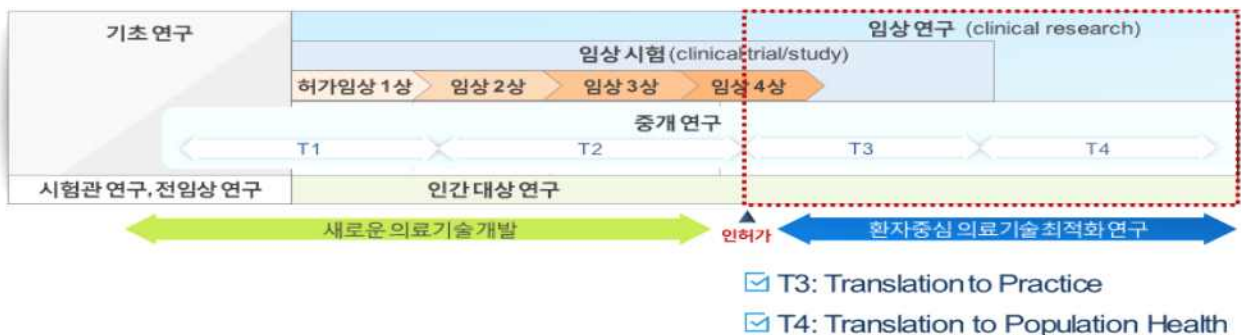 기초 연구
임상 연구 (clinical research)
임상 시험(clinical trial/study)
허가임상 1상 임상 2상 임상 3상 임상 4상
중개 연구
T1 T2 T3 T4
시험관 연구, 전임상 연구 인간 대상 연구
새로운 의료기술 개발 인허가 환자중심 의료기술 최적화 연구
T3: Translation to Practice
T4: Translation to Population Health